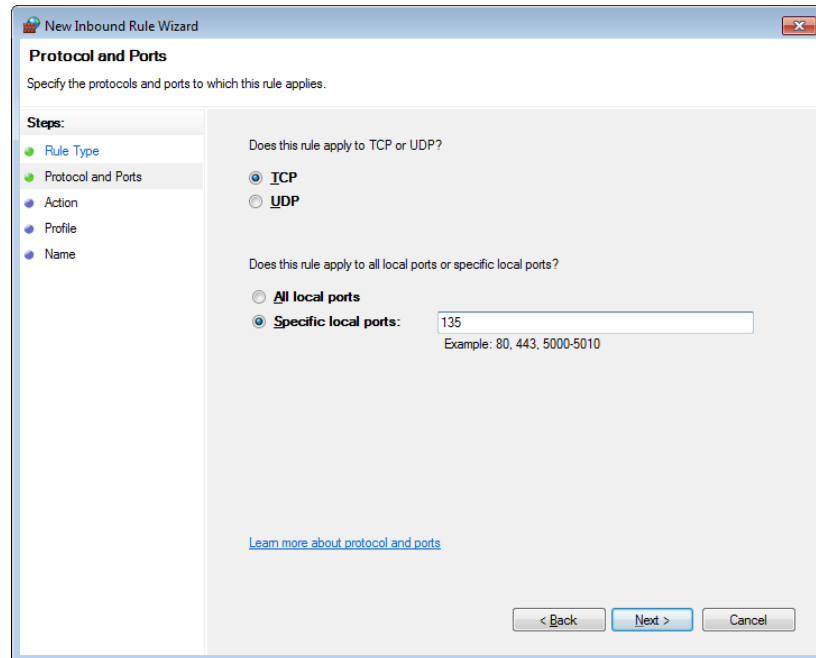 New Inbound Rule Wizard
Protocol and Ports
Specify the protocols and ports to which this rule applies.
Steps:
Rule Type
Protocol and Ports
Action
Profile
Name
Does this rule apply to TCP or UDP?
TCP
UDP
Does this rule apply to all local ports or specific local ports?
All local ports
Specific local ports: 135
Example: 80, 443, 5000-5010
Learn more about protocol and ports
< Back Next > Cancel